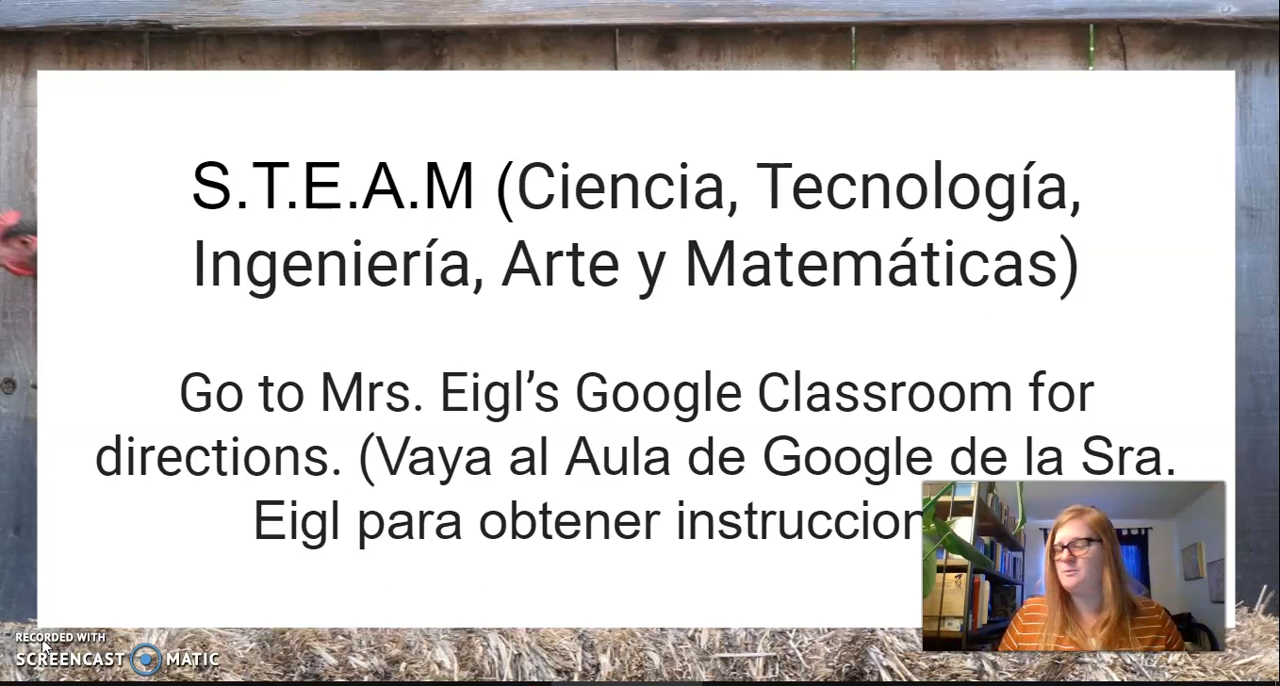 S.T.E.A.M (Ciencia, Tecnología,
Ingeniería, Arte y Matemáticas)
Go to Mrs. Eigl’s Google Classroom for
directions. (Vaya al Aula de Google de la Sra.
Eigl para obtener
RECORDED WITH
SCREENCAST MATIC